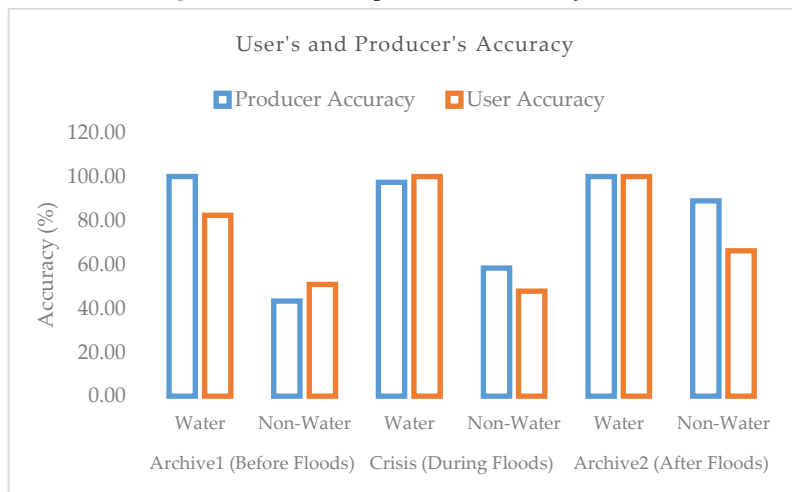 User's and Producer's Accuracy
Producer Accuracy User Accuracy
120.00
100.00
80.00
60.00
40.00
20.00
0.00
Accuracy (%)
Water Non-Water Water Non-Water Water Non-Water
Archive1 (Before Floods) Crisis (During Floods) Archive2 (After Floods)